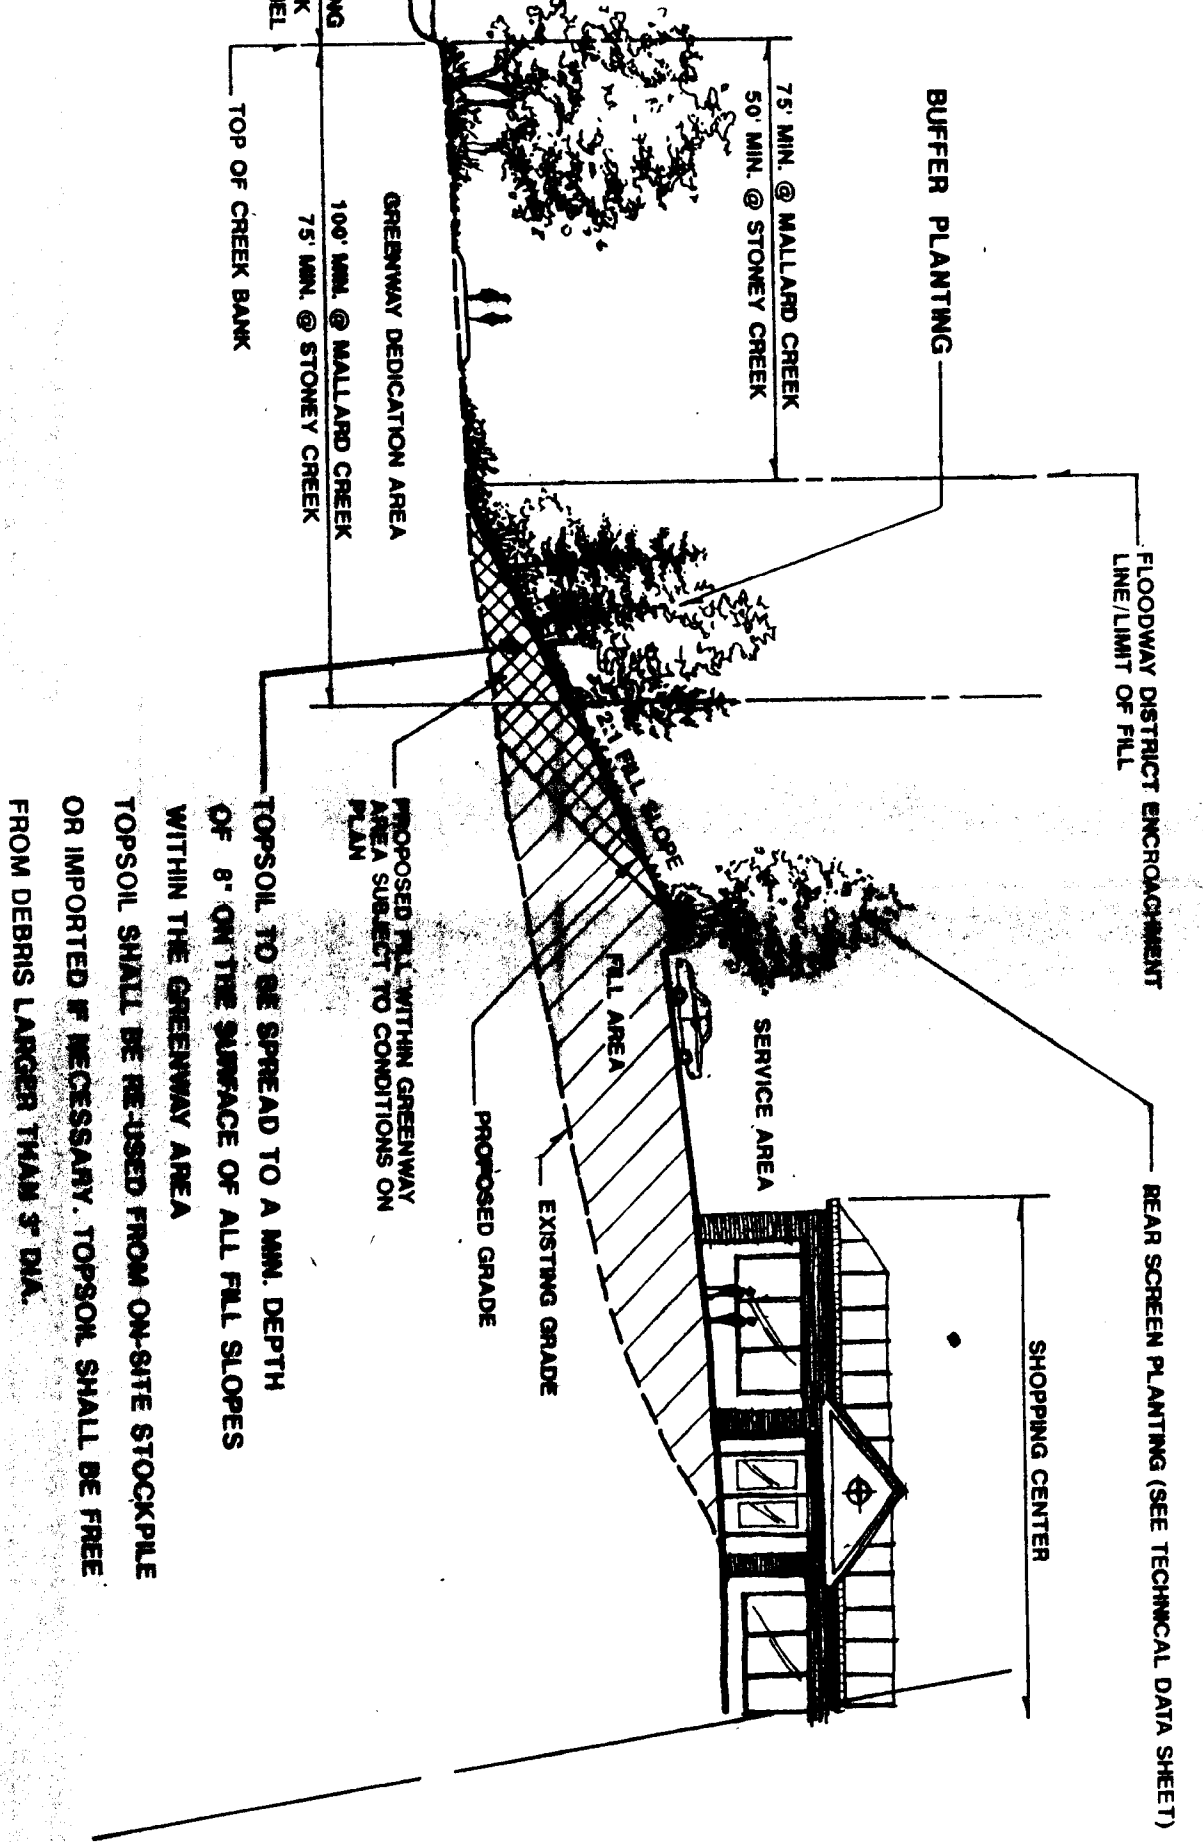 REAR SCREEN PLANTING (SEE TECHNICAL DATA SHEET)
FLOODWAY DISTRICT ENCROACHMENT
LINE/LIMIT OF FILL
SHOPPING CENTER
BUFFER PLANTING
75' MIN. @ MALLARD CREEK
50' MIN. @ STONEY CREEK
SERVICE AREA
2:1 FILL SLOPE
FILL AREA
EXISTING GRADE
PROPOSED GRADE
GREENWAY DEDICATION AREA
100' MIN. @ MALLARD CREEK
75' MIN. @ STONEY CREEK
PROPOSED FILL WITHIN GREENWAY
AREA SUBJECT TO CONDITIONS ON
PLAN
TOP OF CREEK BANK
TOPSOIL TO BE SPREAD TO A MIN. DEPTH
OF 8" ON THE SURFACE OF ALL FILL SLOPES
WITHIN THE GREENWAY AREA
TOPSOIL SHALL BE RE-USED FROM ON-SITE STOCKPILE
OR IMPORTED IF NECESSARY. TOPSOIL SHALL BE FREE
FROM DEBRIS LARGER THAN 3" DIA.